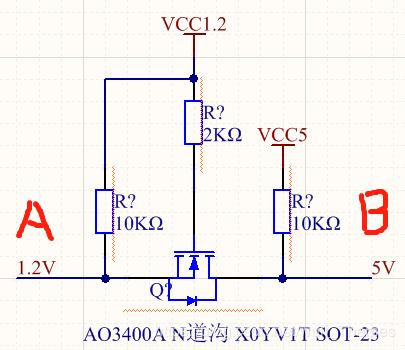 VCC1.2
R?
2KΩ
VCC5
R?
10KΩ
R?
10KΩ
A
B
1.2V
5V
Q?
AO3400A N道沟 X0YV1T SOT-23